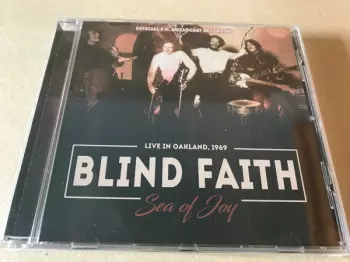 OFFICIAL F.M. BROADCAST RECORDING
LIVE IN OAKLAND, 1969
BLIND FAITH
Sea of Joy